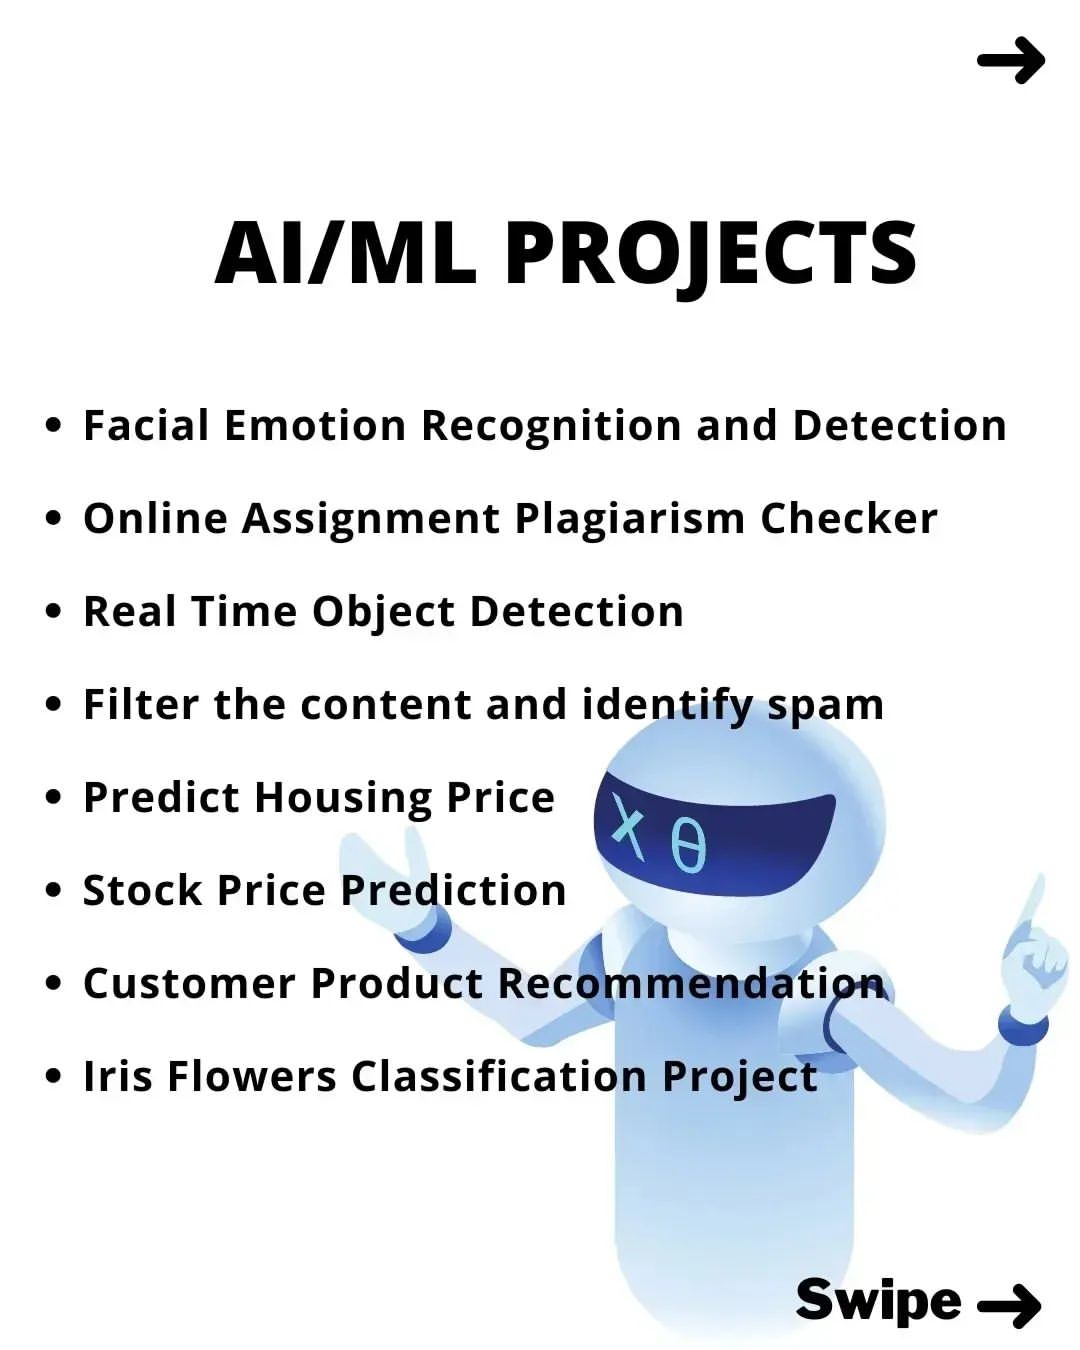 AI/ML PROJECTS
• Facial Emotion Recognition and Detection
• Online Assignment Plagiarism Checker
• Real Time Object Detection
• Filter the content and identify spam
• Predict Housing Price
• Stock Price Prediction
• Customer Product Recommendation
• Iris Flowers Classification Project
Swipe